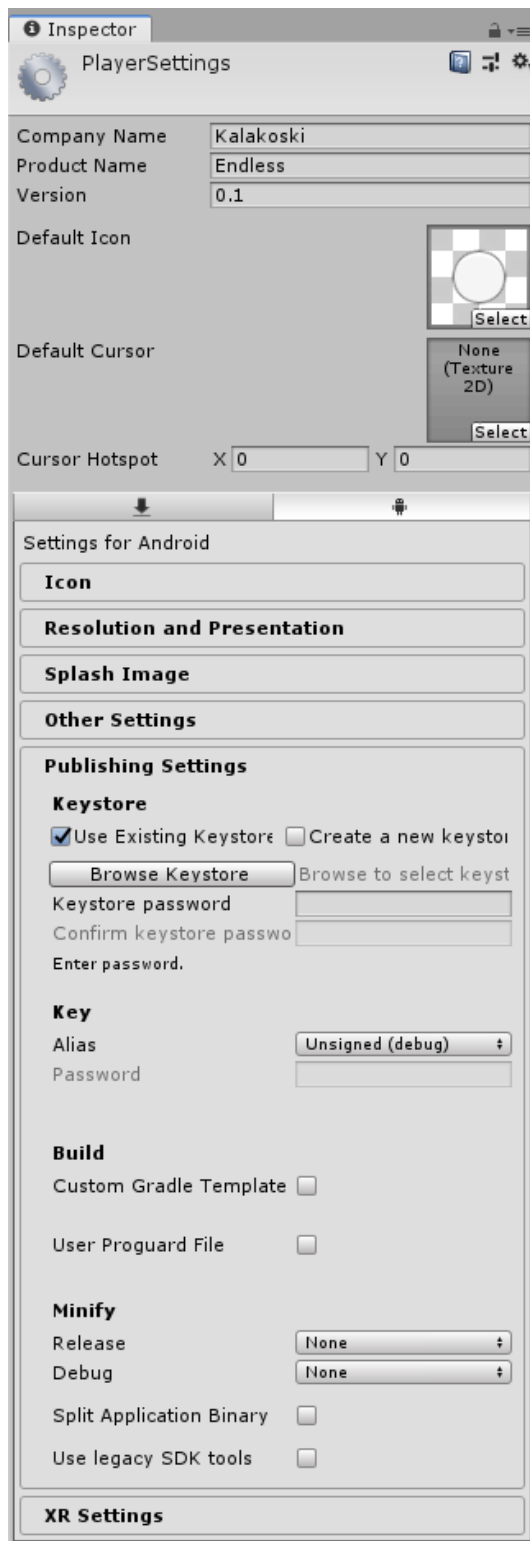 Inspector
PlayerSettings
Company Name Kalakoski
Product Name Endless
Version 0.1
Default Icon
Select
Default Cursor None
(Texture
2D)
Select
Cursor Hotspot X 0 Y 0
Settings for Android
Icon
Resolution and Presentation
Splash Image
Other Settings
Publishing Settings
Keystore
Use Existing Keystore Create a new keystor
Browse Keystore Browse to select keyst
Keystore password
Confirm keystore passwo
Enter password.
Key
Alias Unsigned (debug)
Password
Build
Custom Gradle Template
User Proguard File
Minify
Release None
Debug None
Split Application Binary
Use legacy SDK tools
XR Settings